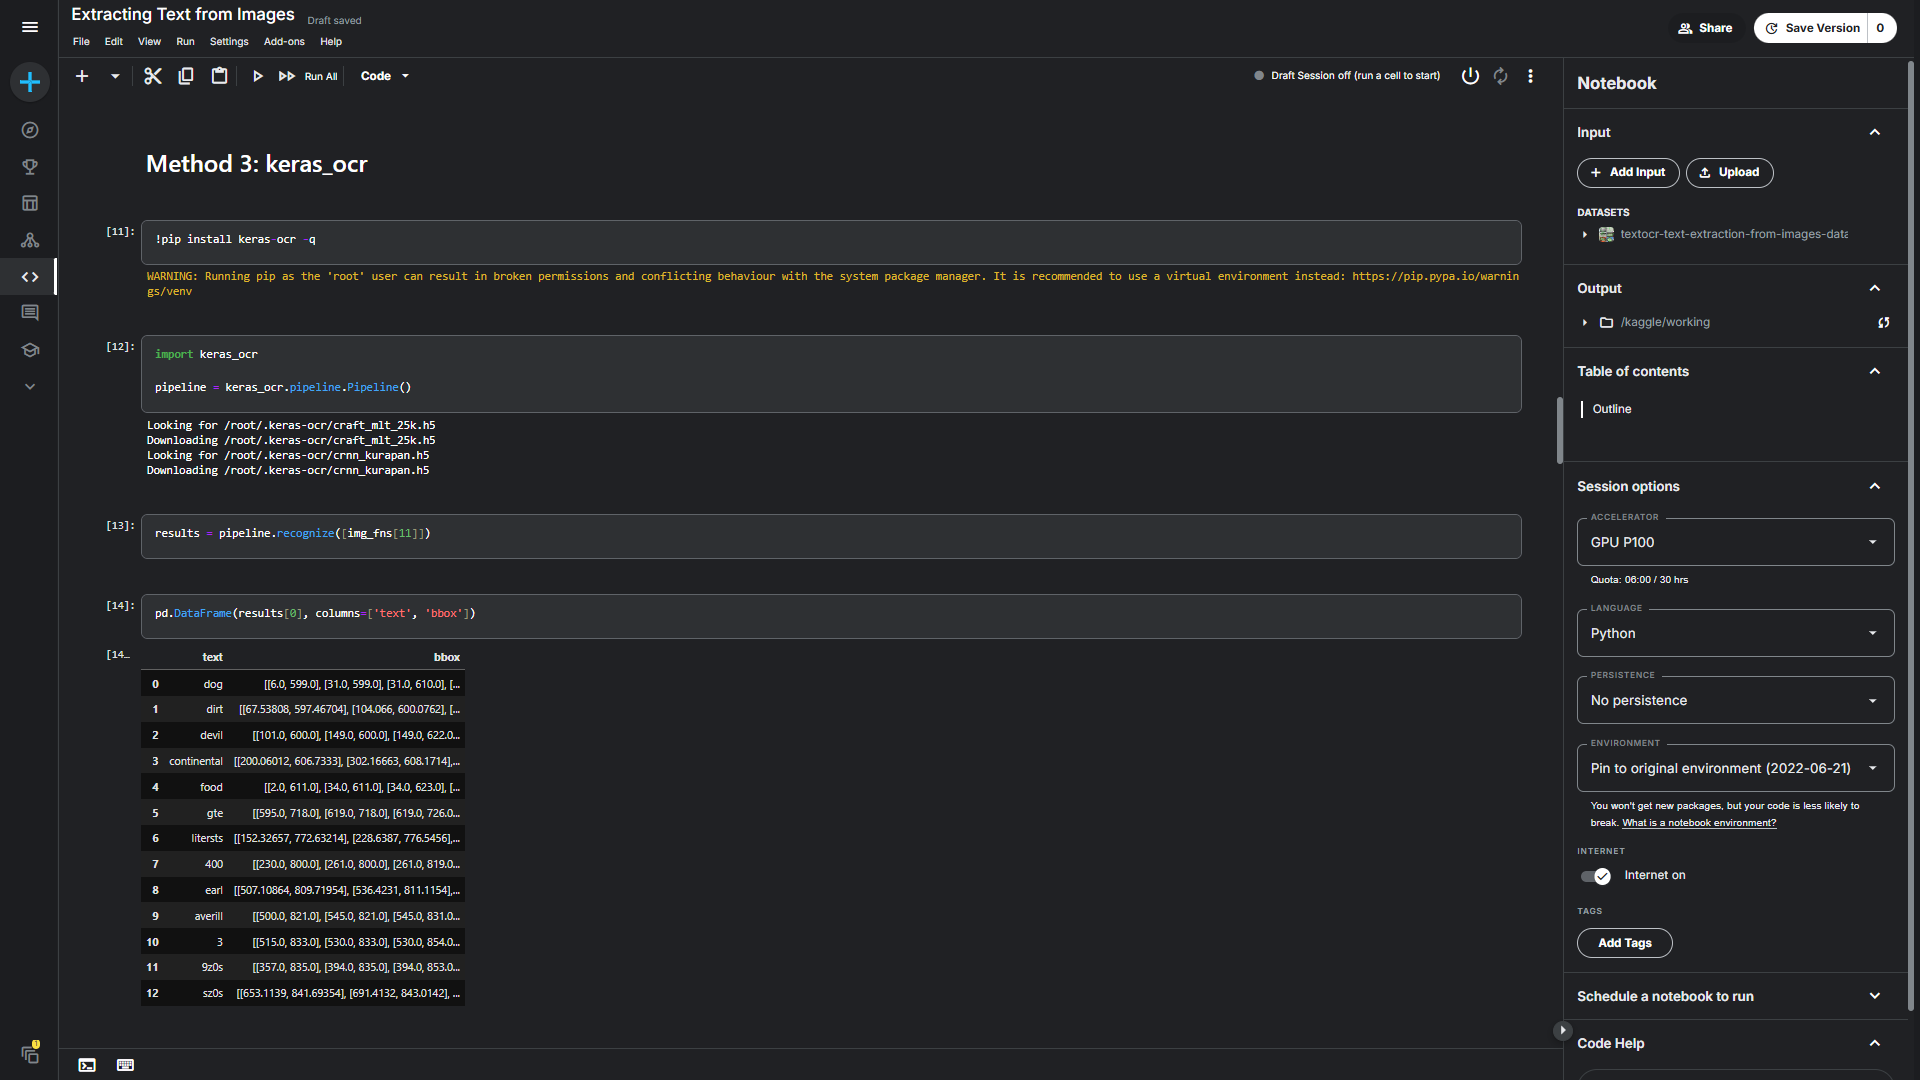 Extracting Text from Images Draft saved
File Edit View Run Settings Add-ons Help
Share
Save Version 0
Run All Code
Draft Session off (run a cell to start)
Method 3: keras_ocr
[11]: !pip install keras-ocr -q
WARNING: Running pip as the 'root' user can result in broken permissions and conflicting behaviour with the system package manager. It is recommended to use a virtual environment instead: https://pip.pypa.io/warnin
gs/venv
[12]: import keras_ocr
pipeline = keras_ocr.pipeline.Pipeline()
Looking for /root/.keras-ocr/craft_mlt_25k.h5
Downloading /root/.keras-ocr/craft_mlt_25k.h5
Looking for /root/.keras-ocr/crnn_kurapan.h5
Downloading /root/.keras-ocr/crnn_kurapan.h5
[13]: results = pipeline.recognize([img_fns[11]])
[14]: pd.DataFrame(results[0], columns=['text', 'bbox'])
[14…
text bbox
0 dog [[6.0, 599.0], [31.0, 599.0], [31.0, 610.0], [...
1 dirt [[67.53808, 597.46704], [104.066, 600.0762], [...
2 devil [[101.0, 600.0], [149.0, 600.0], [149.0, 622.0...
3 continental [[200.06012, 606.7333], [302.16663, 608.1714],...
4 food [[2.0, 611.0], [34.0, 611.0], [34.0, 623.0], [...
5 gte [[595.0, 718.0], [619.0, 718.0], [619.0, 726.0...
6 litersts [[152.32657, 772.63214], [228.6387, 776.5456],...
7 400 [[230.0, 800.0], [261.0, 800.0], [261.0, 819.0...
8 earl [[507.10864, 809.71954], [536.4231, 811.1154],...
9 averill [[500.0, 821.0], [545.0, 821.0], [545.0, 831.0...
10 3 [[515.0, 833.0], [530.0, 833.0], [530.0, 854.0...
11 9z0s [[357.0, 835.0], [394.0, 835.0], [394.0, 853.0...
12 sz0s [[653.1139, 841.69354], [691.4132, 843.0142], ...
Notebook
Input
Add Input Upload
DATASETS
textocr-text-extraction-from-images-data
Output
/kaggle/working
Table of contents
Outline
Session options
ACCELERATOR
GPU P100
Quota: 06:00 / 30 hrs
LANGUAGE
Python
PERSISTENCE
No persistence
ENVIRONMENT
Pin to original environment (2022-06-21)
You won't get new packages, but your code is less likely to
break. What is a notebook environment?
INTERNET
Internet on
TAGS
Add Tags
Schedule a notebook to run
Code Help
1